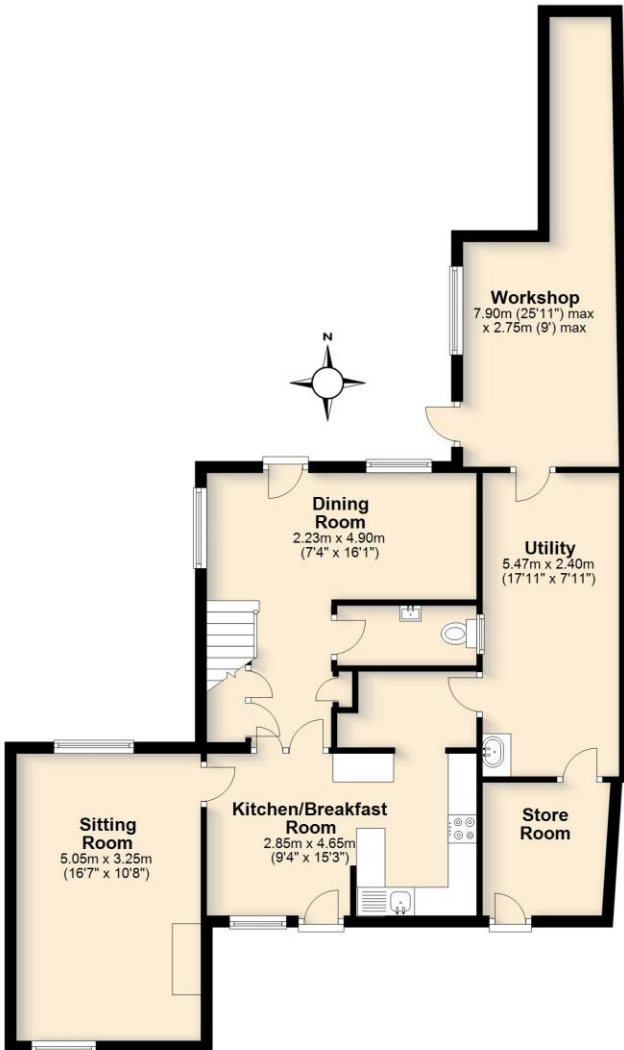 Workshop
7.90m (25'11") max
x 2.75m (9') max
N
Dining
Room
2.23m x 4.90m
(7'4" x 16'1")
Utility
5.47m x 2.40m
(17'11" x 7'11")
Sitting
Room
5.05m x 3.25m
(16'7" x 10'8")
Kitchen/Breakfast
Room
2.85m x 4.65m
(9'4" x 15'3")
Store
Room